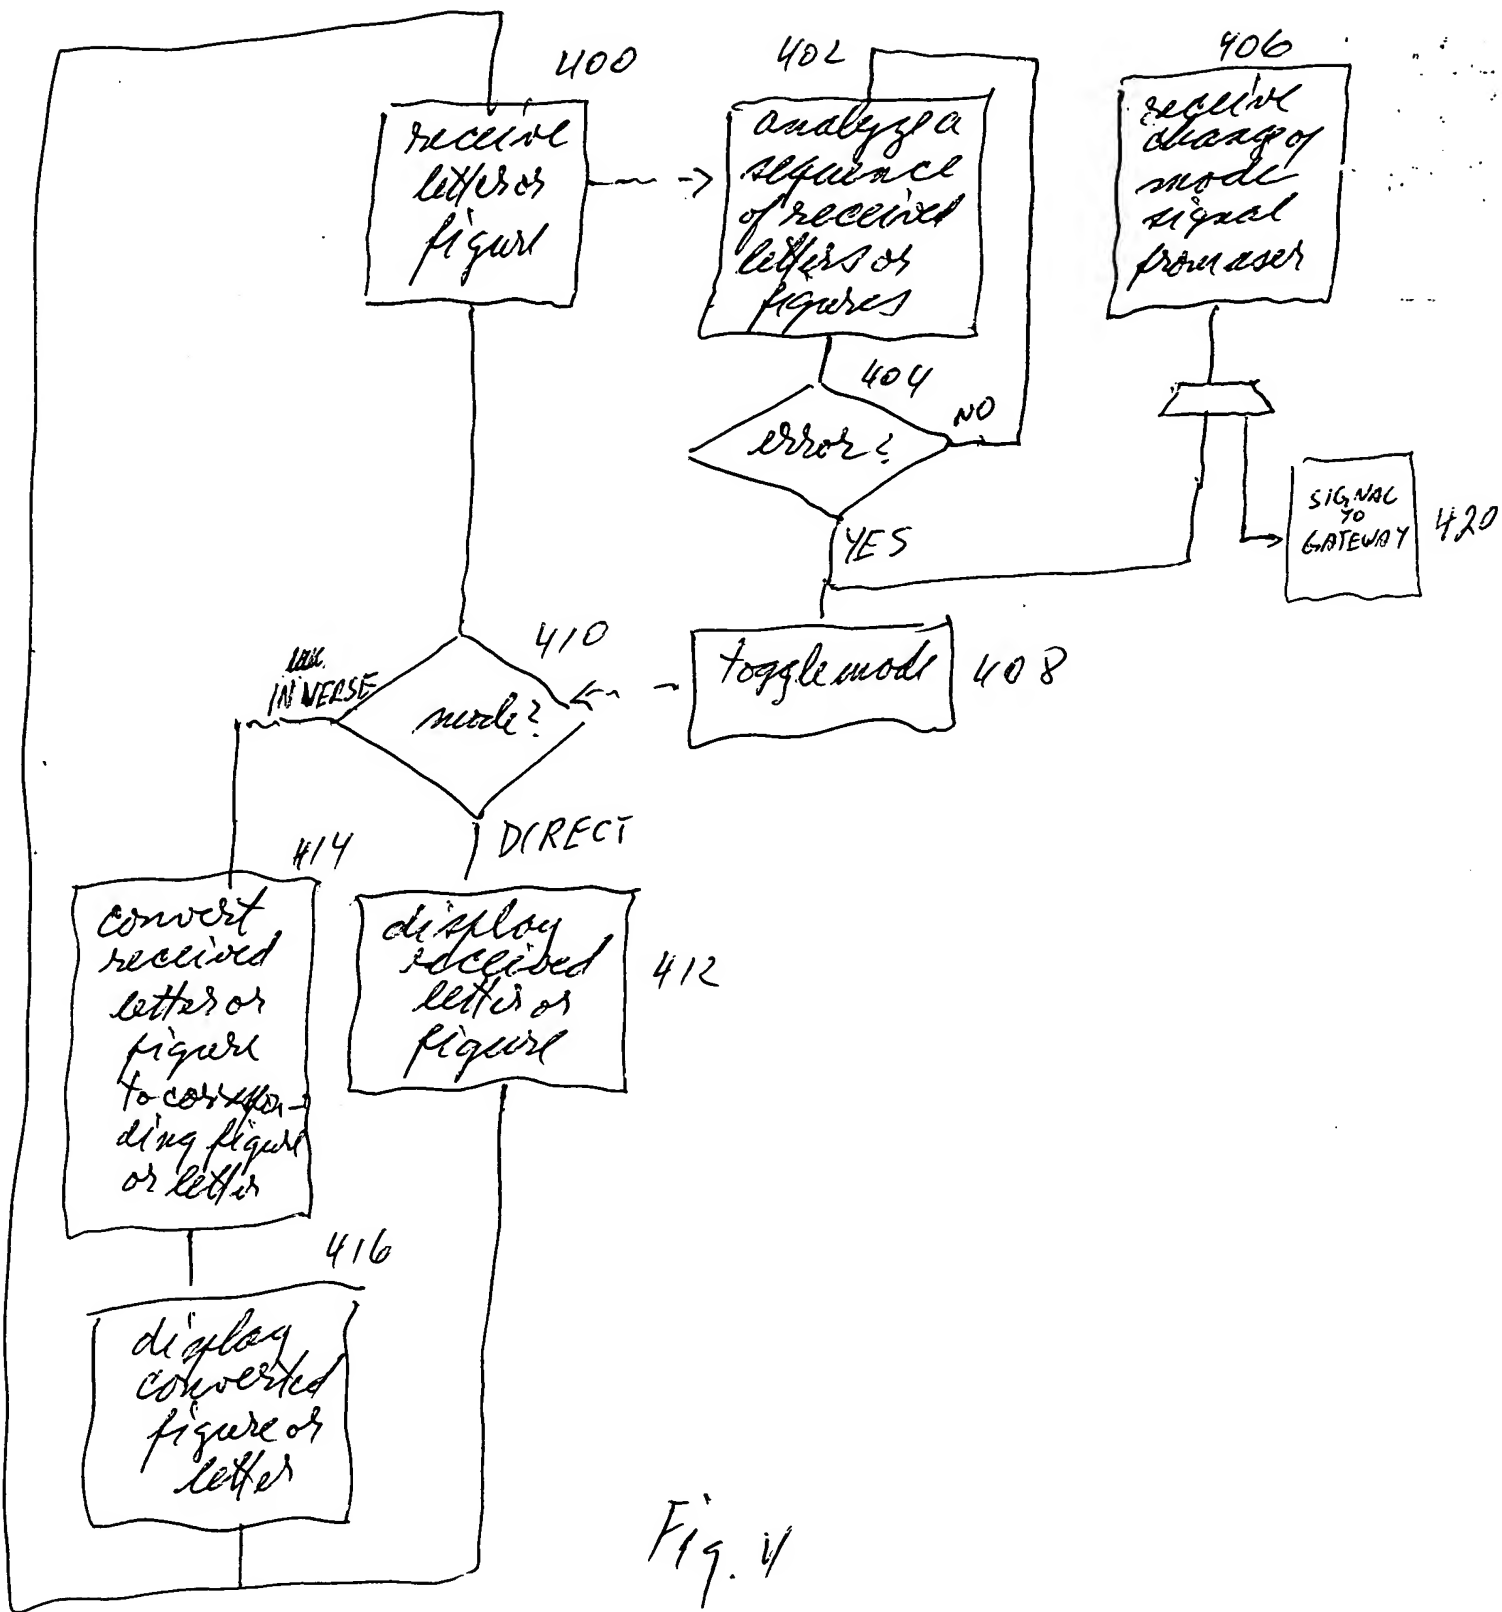 400
receive
letter or
figure
402
analyze a
sequence
of received
letters or
figures
406
receive
change of
mode
signal
from user
404
error?
NO
YES
SIGNAL
TO
GATEWAY
420
toggle mode
408
410
mode?
INVERSE
DIRECT
414
convert
received
letter or
figure
to correspon-
ding figure
or letter
display
received
letter or
figure
412
416
display
converted
figure or
letter
Fig. 4